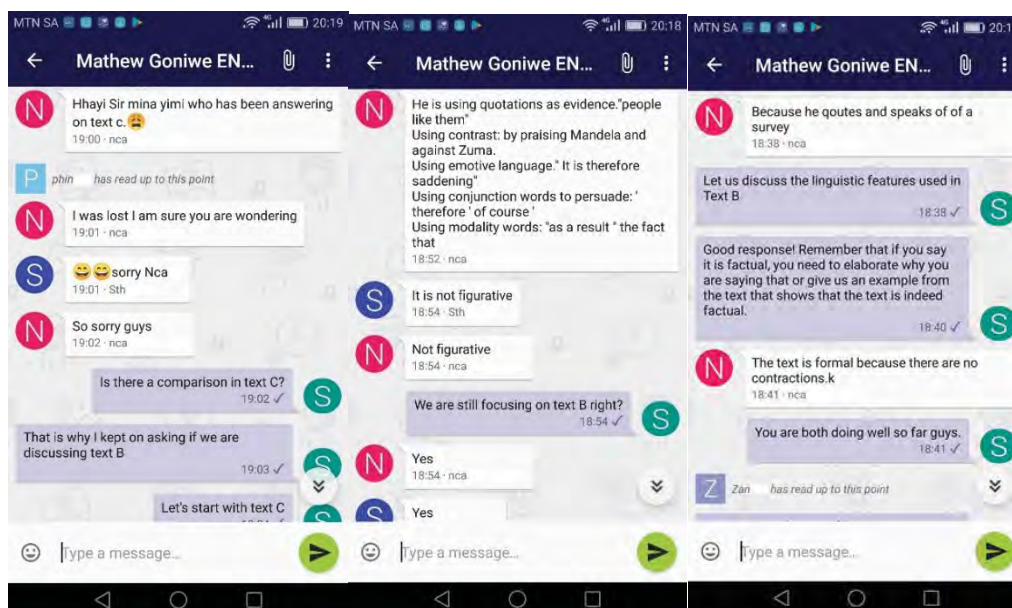 MTN SA 20:19
Mathew Goniwe EN...
N
Hhayi Sir mina yimi who has been answering
on text c.😩
19:00 · nca
P phin has read up to this point
N
I was lost I am sure you are wondering
19:01 · nca
S
😄😄sorry Nca
19:01 · Sth
N
So sorry guys
19:02 · nca
Is there a comparison in text C?
19:02 ✓
S
That is why I kept on asking if we are
discussing text B
19:03 ✓
Let's start with text C
Type a message...
MTN SA 20:18
Mathew Goniwe EN...
N
He is using quotations as evidence."people
like them"
Using contrast: by praising Mandela and
against Zuma.
Using emotive language." It is therefore
saddening"
Using conjunction words to persuade: '
therefore ' of course '
Using modality words: "as a result " the fact
that
18:52 · nca
S
It is not figurative
18:54 · Sth
N
Not figurative
18:54 · nca
We are still focusing on text B right?
18:54 ✓
S
N
Yes
18:54 · nca
S
Yes
Type a message...
MTN SA 20:1
Mathew Goniwe EN...
N
Because he qoutes and speaks of of a
survey
18:38 · nca
Let us discuss the linguistic features used in
Text B
18:38 ✓
S
Good response! Remember that if you say
it is factual, you need to elaborate why you
are saying that or give us an example from
the text that shows that the text is indeed
factual.
18:40 ✓
S
N
The text is formal because there are no
contractions.k
18:41 · nca
You are both doing well so far guys.
18:41 ✓
S
Z Zan has read up to this point
Type a message...